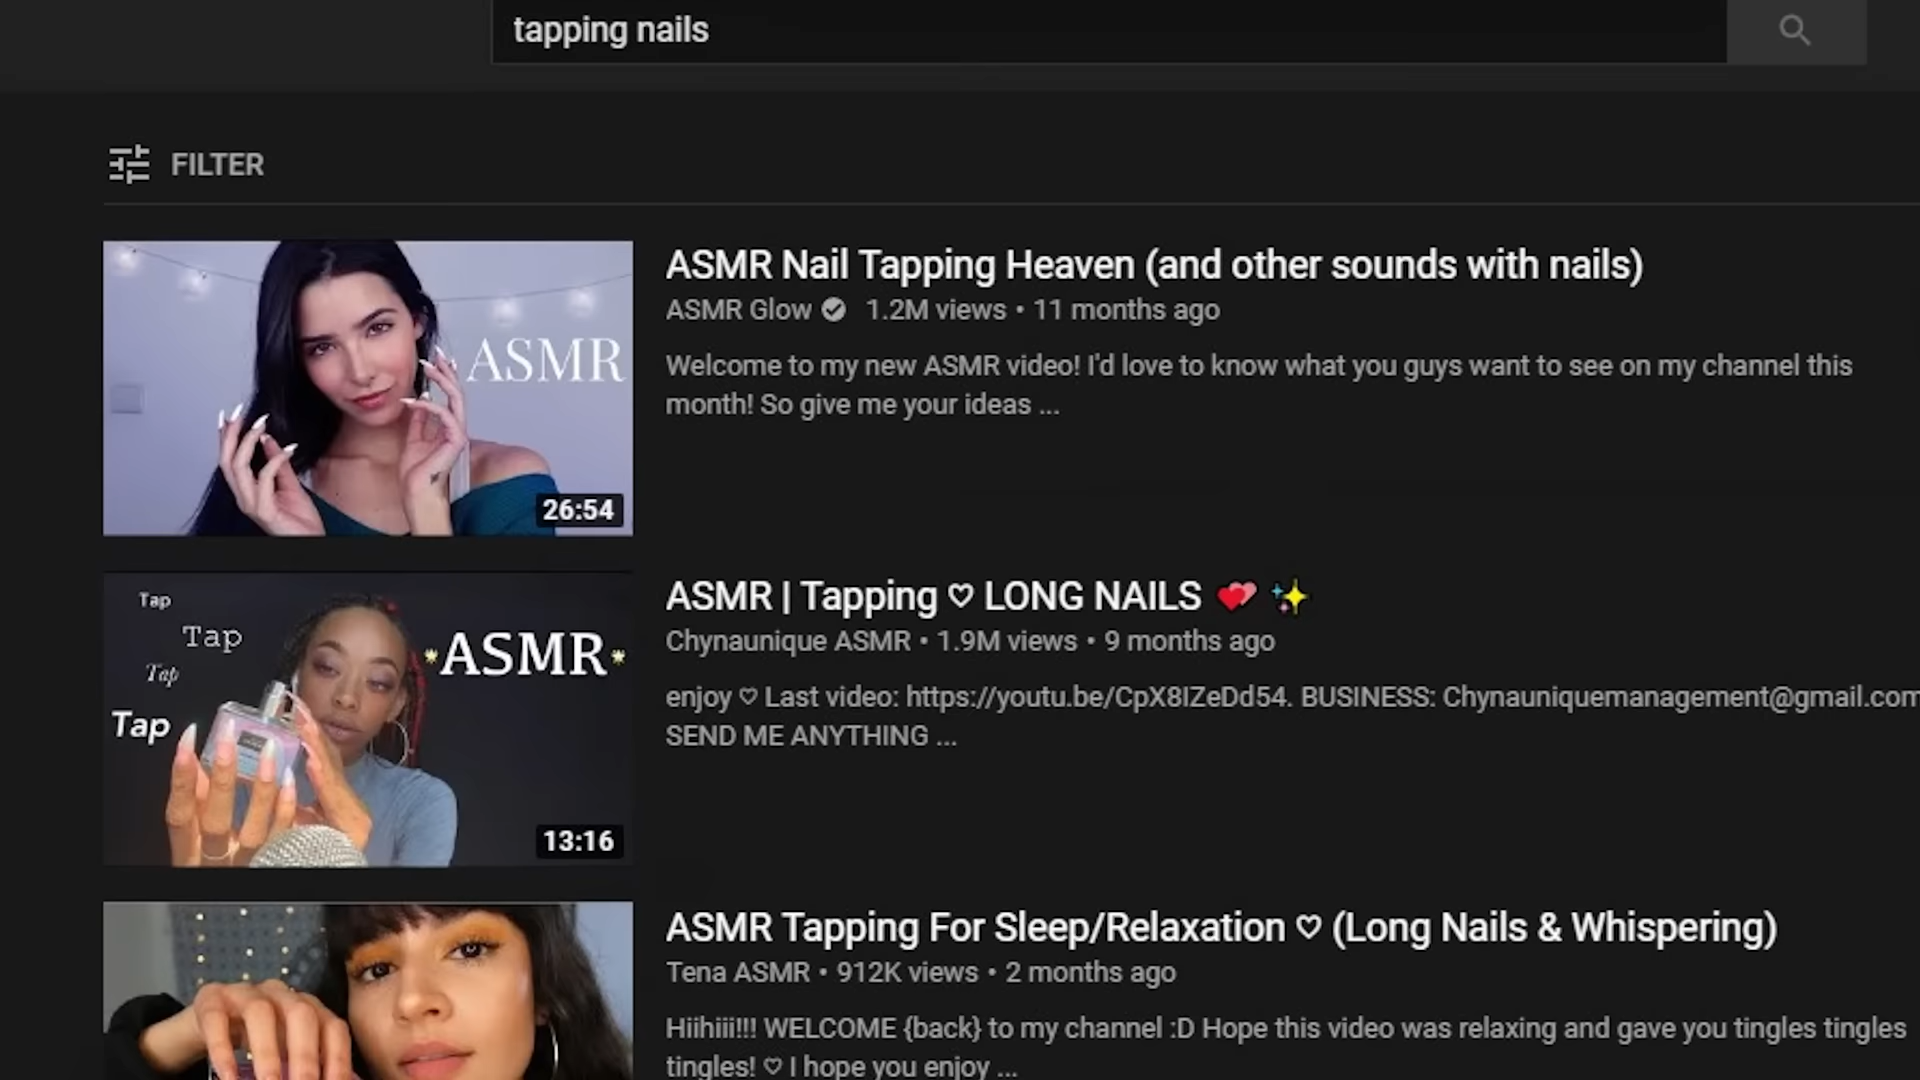 tapping nails
FILTER
ASMR
26:54
ASMR Nail Tapping Heaven (and other sounds with nails)
ASMR Glow 1.2M views • 11 months ago
Welcome to my new ASMR video! I'd love to know what you guys want to see on my channel this
month! So give me your ideas ...
Tap
Tap
Tap
Tap
ASMR
13:16
ASMR | Tapping ♡ LONG NAILS 💕 ✨
Chynaunique ASMR • 1.9M views • 9 months ago
enjoy ♡ Last video: https://youtu.be/CpX8IZeDd54. BUSINESS: Chynauniquemanagement@gmail.com
SEND ME ANYTHING ...
ASMR Tapping For Sleep/Relaxation ♡ (Long Nails & Whispering)
Tena ASMR • 912K views • 2 months ago
Hiihiii!!! WELCOME {back} to my channel :D Hope this video was relaxing and gave you tingles tingles
tingles! ♡ I hope you enjoy ...